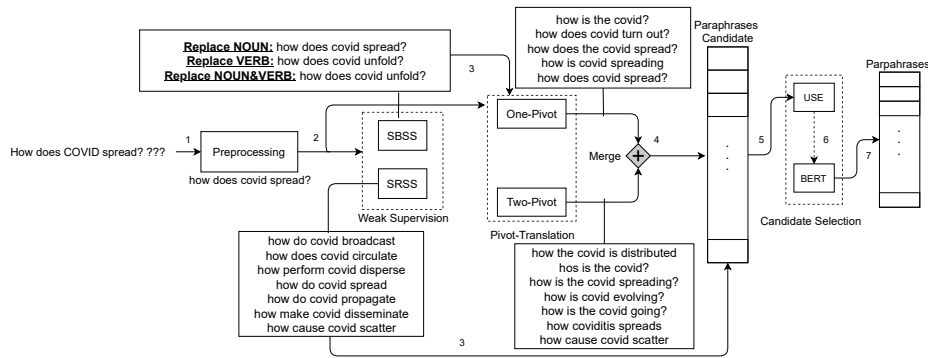 How does COVID spread? ???
1
Preprocessing
how does covid spread?
2
Replace NOUN: how does covid spread?
Replace VERB: how does covid unfold?
Replace NOUN&VERB: how does covid unfold?
3
SBSS
SRSS
Weak Supervision
how do covid broadcast
how does covid circulate
how perform covid disperse
how do covid spread
how do covid propagate
how make covid disseminate
how cause covid scatter
3
One-Pivot
Two-Pivot
Pivot-Translation
how is the covid?
how does covid turn out?
how does the covid spread?
how is covid spreading
how does covid spread?
Merge
+
4
how the covid is distributed
hos is the covid?
how is the covid spreading?
how is covid evolving?
how is the covid going?
how coviditis spreads
how cause covid scatter
Paraphrases
Candidate
.
.
.
5
USE
6
BERT
Candidate Selection
7
Parpahrases
.
.
.